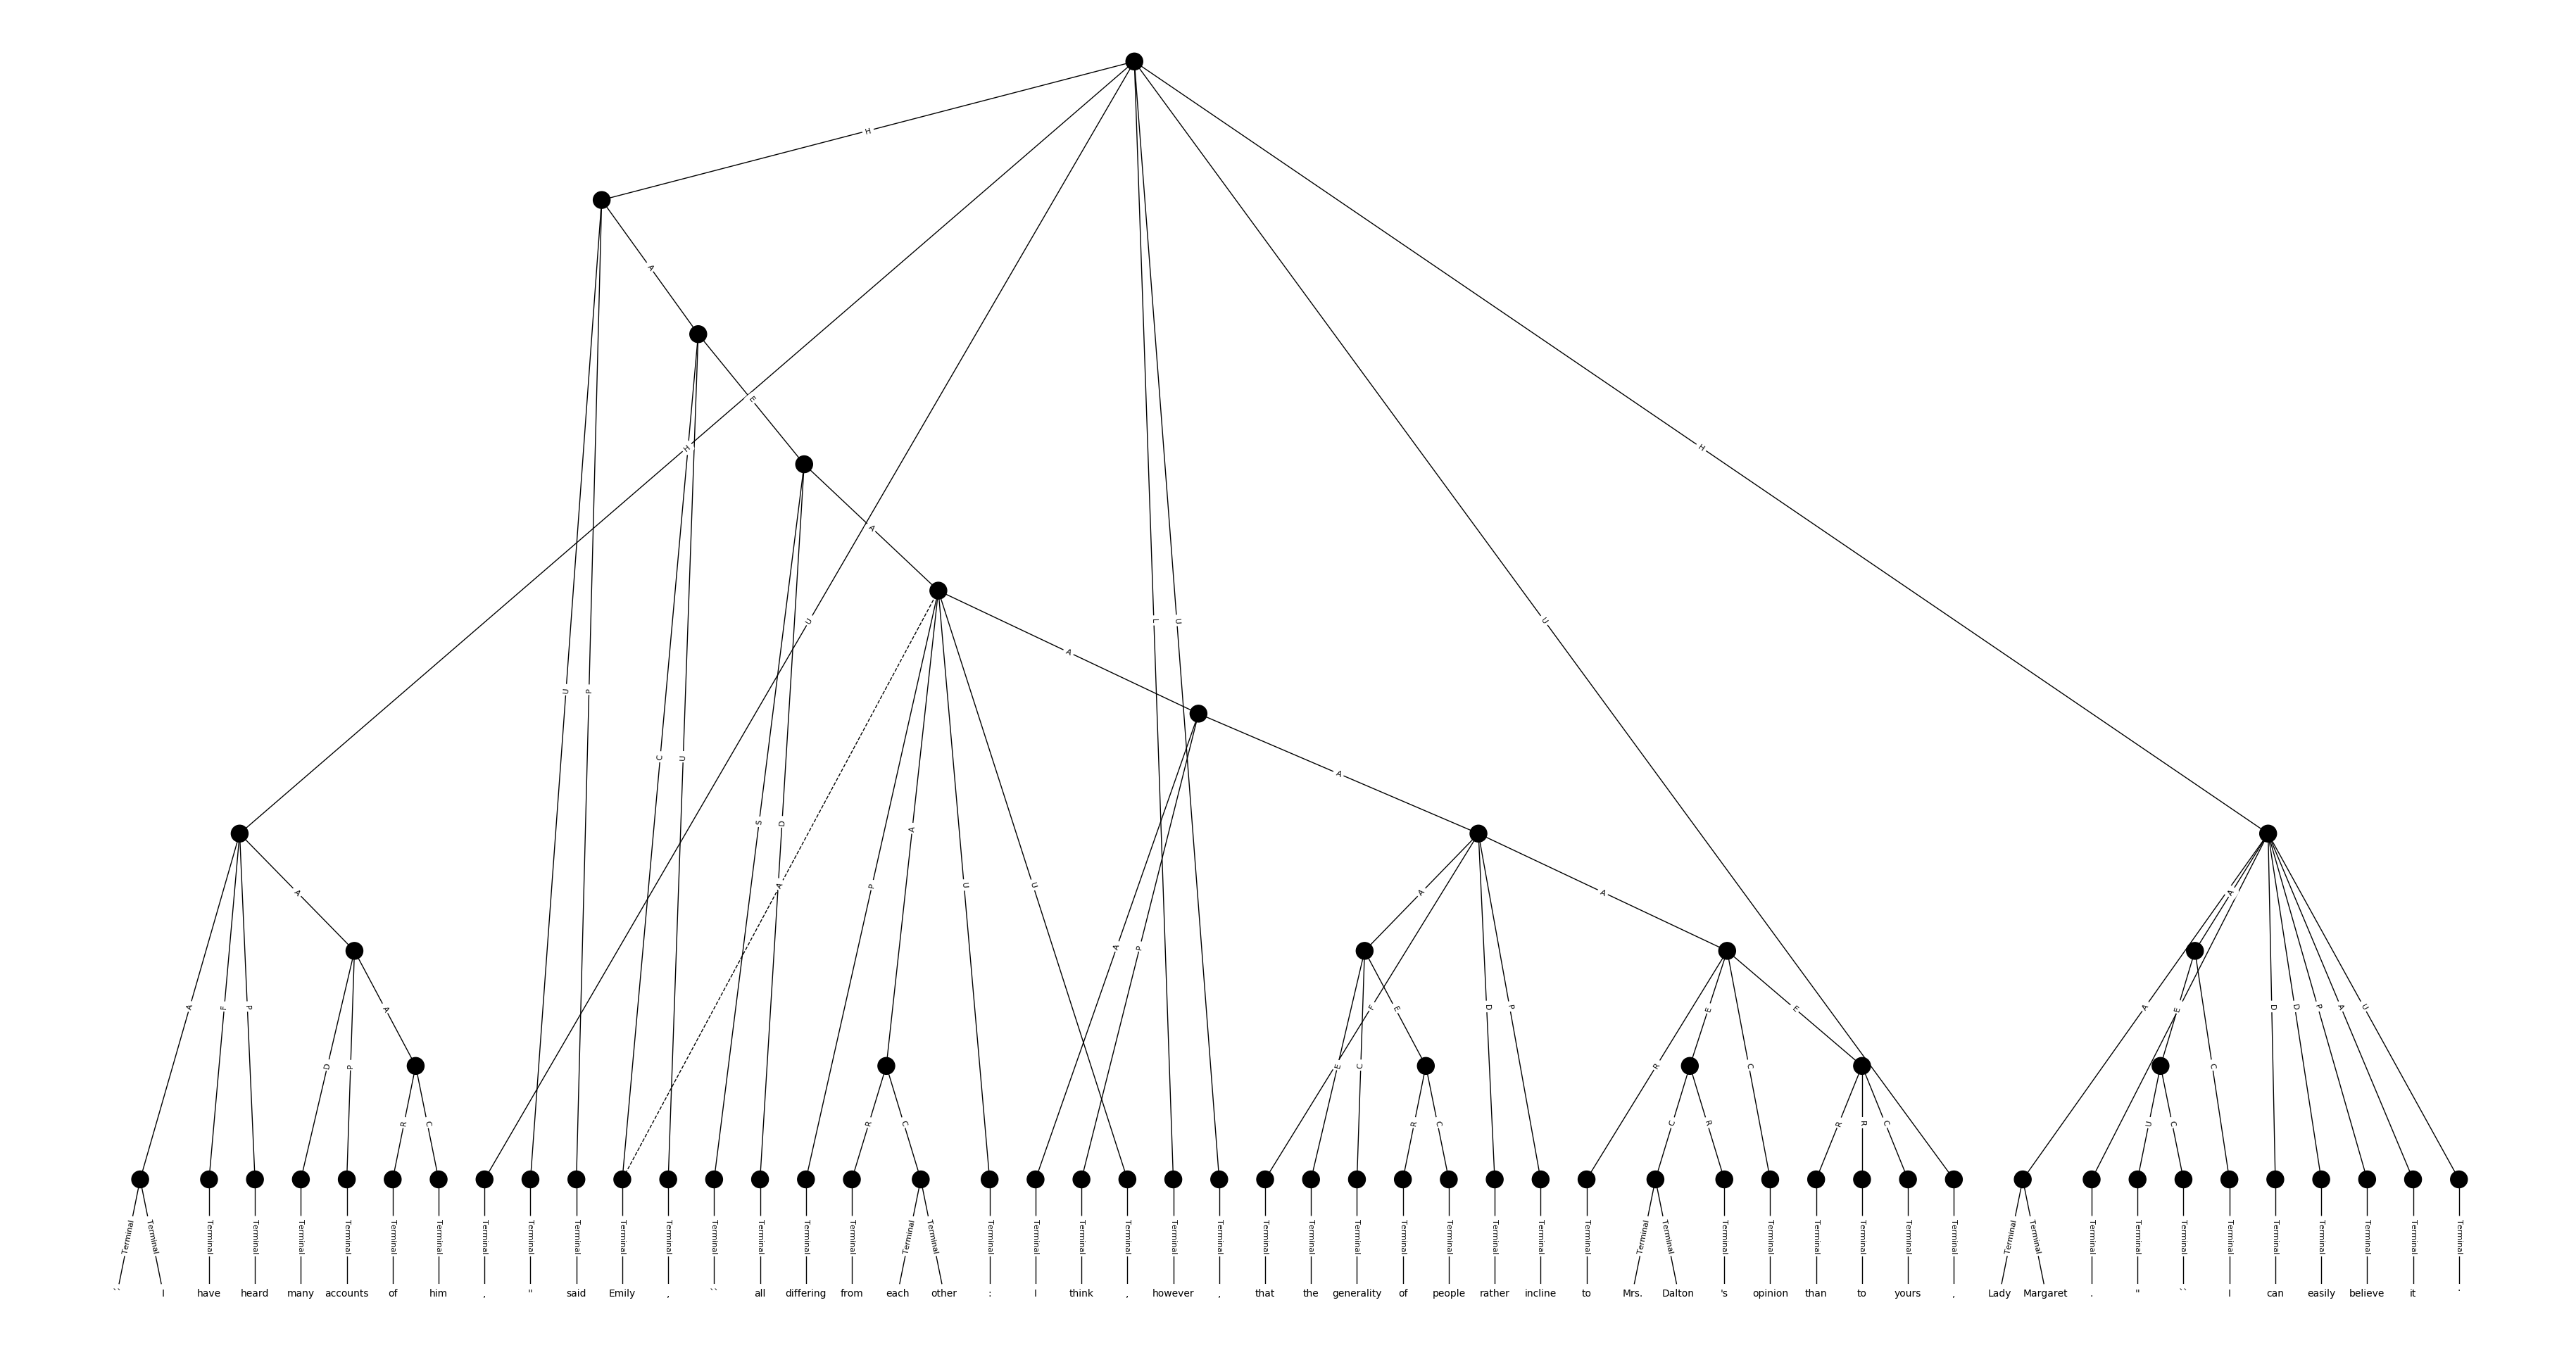 H
A
E
H
A
U P U L U U H
A
C U A
S D
A A P A U U A A A A
A F P A P F E D P E A E D D P A U
D P E C R E C C
R C R C R C C R R R C U C
Terminal Terminal Terminal Terminal Terminal Terminal Terminal Terminal Terminal Terminal Terminal Terminal Terminal Terminal Terminal Terminal Terminal Terminal Terminal Terminal Terminal Terminal Terminal Terminal Terminal Terminal Terminal Terminal Terminal Terminal Terminal Terminal Terminal Terminal Terminal Terminal Terminal Terminal Terminal Terminal Terminal Terminal Terminal Terminal Terminal Terminal Terminal Terminal Terminal Terminal Terminal Terminal
`` I have heard many accounts of him , " said Emily , `` all differing from each other : I think , however , that the generality of people rather incline to Mrs. Dalton 's opinion than to yours , Lady Margaret . " `` I can easily believe it '